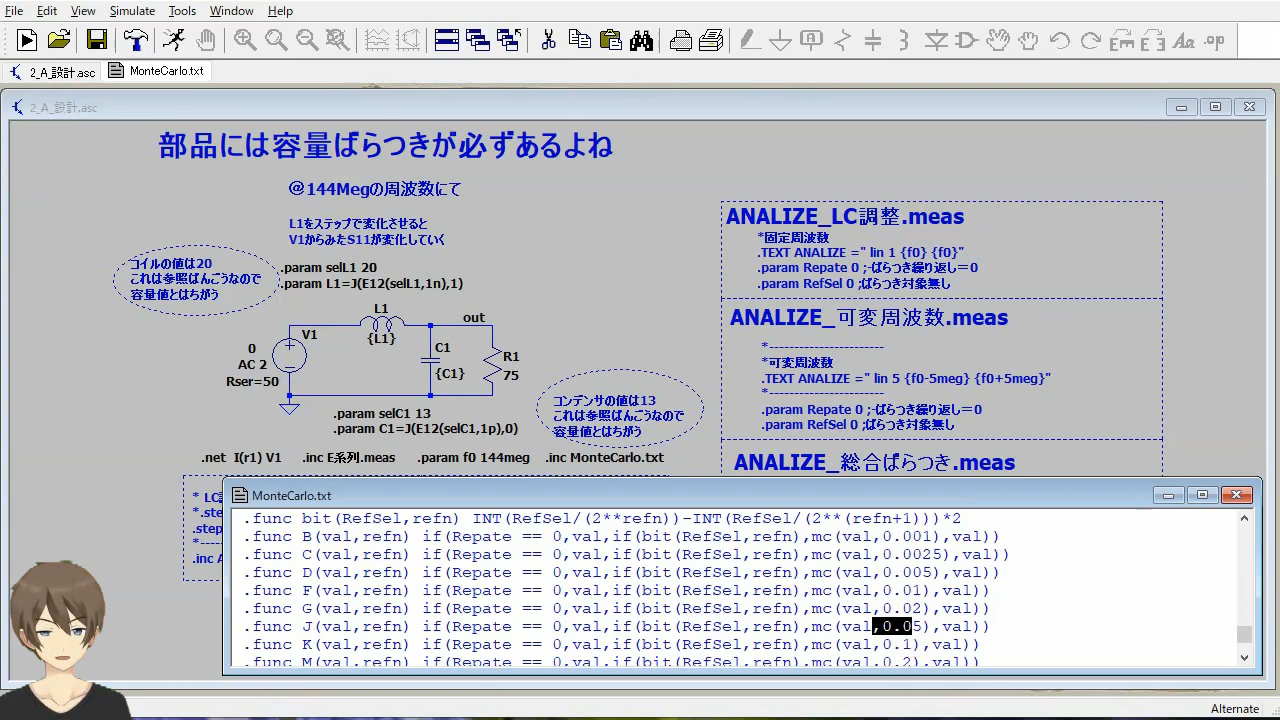 File Edit View Simulate Tools Window Help
2_A_設計.asc MonteCarlo.txt
2_A_設計.asc
部品には容量ばらつきが必ずあるよね
@144Megの周波数にて
L1をステップで変化させると
V1からみたS11が変化していく
コイルの値は20
これは参照ばんごうなので
容量値とはちがう
.param selL1 20
.param L1=J(E12(selL1,1n),1)
L1
{L1}
out
V1
0
AC 2
Rser=50
C1
{C1}
R1
75
.param selC1 13
.param C1=J(E12(selC1,1p),0)
コンデンサの値は13
これは参照ばんごうなので
容量値とはちがう
.net I(r1) V1 .inc E系列.meas .param f0 144meg .inc MonteCarlo.txt
ANALIZE_LC調整.meas
*固定周波数
.TEXT ANALIZE =" lin 1 {f0} {f0}"
.param Repate 0 ;-ばらつき繰り返し=0
.param RefSel 0 ;ばらつき対象無し
ANALIZE_可変周波数.meas
*-----------------------
*可変周波数
.TEXT ANALIZE =" lin 5 {f0-5meg} {f0+5meg}"
*-----------------------
.param Repate 0 ;-ばらつき繰り返し=0
.param RefSel 0 ;ばらつき対象無し
ANALIZE_総合ばらつき.meas
* LC
*.ste
.step
*----
.inc A
MonteCarlo.txt
.func bit(RefSel,refn) INT(RefSel/(2**refn))-INT(RefSel/(2**(refn+1)))*2
.func B(val,refn) if(Repate == 0,val,if(bit(RefSel,refn),mc(val,0.001),val))
.func C(val,refn) if(Repate == 0,val,if(bit(RefSel,refn),mc(val,0.0025),val))
.func D(val,refn) if(Repate == 0,val,if(bit(RefSel,refn),mc(val,0.005),val))
.func F(val,refn) if(Repate == 0,val,if(bit(RefSel,refn),mc(val,0.01),val))
.func G(val,refn) if(Repate == 0,val,if(bit(RefSel,refn),mc(val,0.02),val))
.func J(val,refn) if(Repate == 0,val,if(bit(RefSel,refn),mc(val,0.05),val))
.func K(val,refn) if(Repate == 0,val,if(bit(RefSel,refn),mc(val,0.1),val))
.func M(val,refn) if(Repate == 0,val,if(bit(RefSel,refn),mc(val,0.2),val))
Alternate